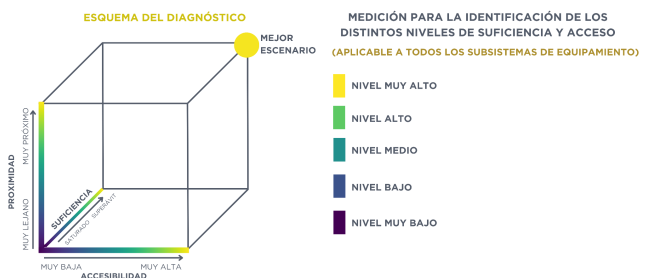 ESQUEMA DEL DIAGNÓSTICO
MEJOR
ESCENARIO
PROXIMIDAD
MUY LEJANO
MUY PRÓXIMO
SUFICIENCIA
SATURADO
SUPERÁVIT
MUY BAJA
MUY ALTA
ACCESIBILIDAD
MEDICIÓN PARA LA IDENTIFICACIÓN DE LOS
DISTINTOS NIVELES DE SUFICIENCIA Y ACCESO
(APLICABLE A TODOS LOS SUBSISTEMAS DE EQUIPAMIENTO)
NIVEL MUY ALTO
NIVEL ALTO
NIVEL MEDIO
NIVEL BAJO
NIVEL MUY BAJO